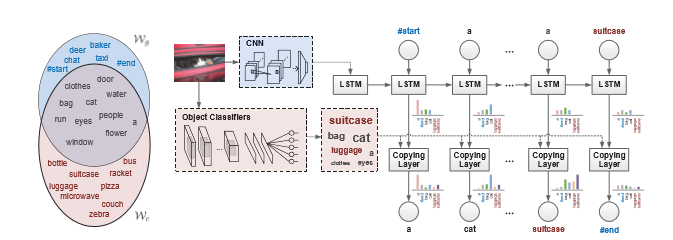 W_g
baker
deer
chat
taxi
#start
#end
door
clothes
water
bag
cat
run
eyes
people
a
flower
window
bottle
bus
suitcase
racket
luggage
pizza
microwave
couch
zebra
W_c
CNN
Object Classifiers
...
suitcase
bag
cat
luggage
a
clothes
eyes
#start
a
...
a
suitcase
LSTM
LSTM
LSTM
LSTM
LSTM
Copying
Layer
Copying
Layer
...
Copying
Layer
Copying
Layer
a
cat
...
suitcase
#end